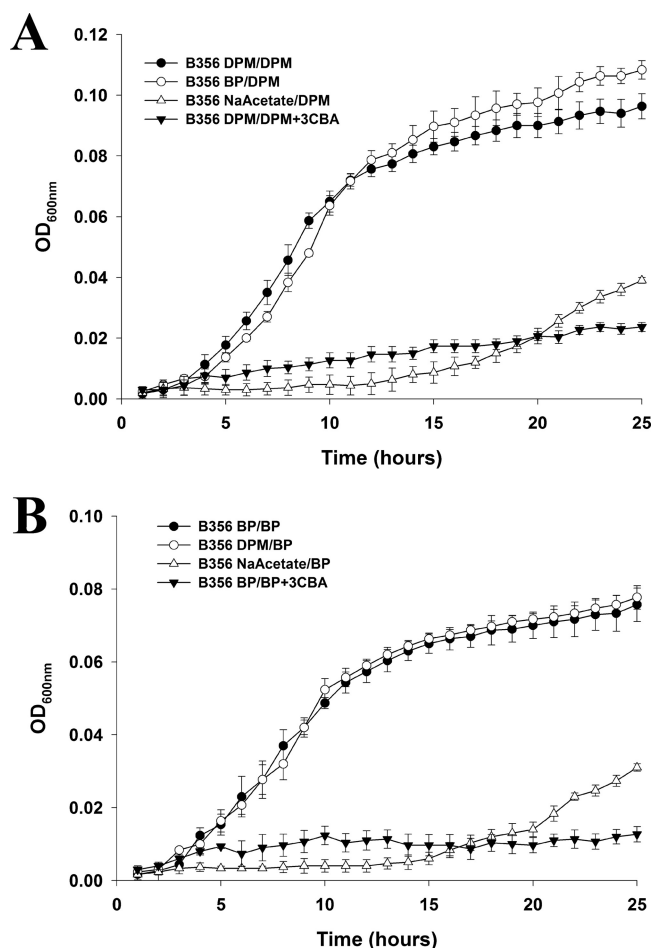 A
0.12
B356 DPM/DPM
B356 BP/DPM
B356 NaAcetate/DPM
B356 DPM/DPM+3CBA
0.10
0.08
0.06
0.04
0.02
0.00
OD600nm
0 5 10 15 20 25
Time (hours)
B
0.10
B356 BP/BP
B356 DPM/BP
B356 NaAcetate/BP
B356 BP/BP+3CBA
0.08
0.06
0.04
0.02
0.00
OD600nm
0 5 10 15 20 25
Time (hours)